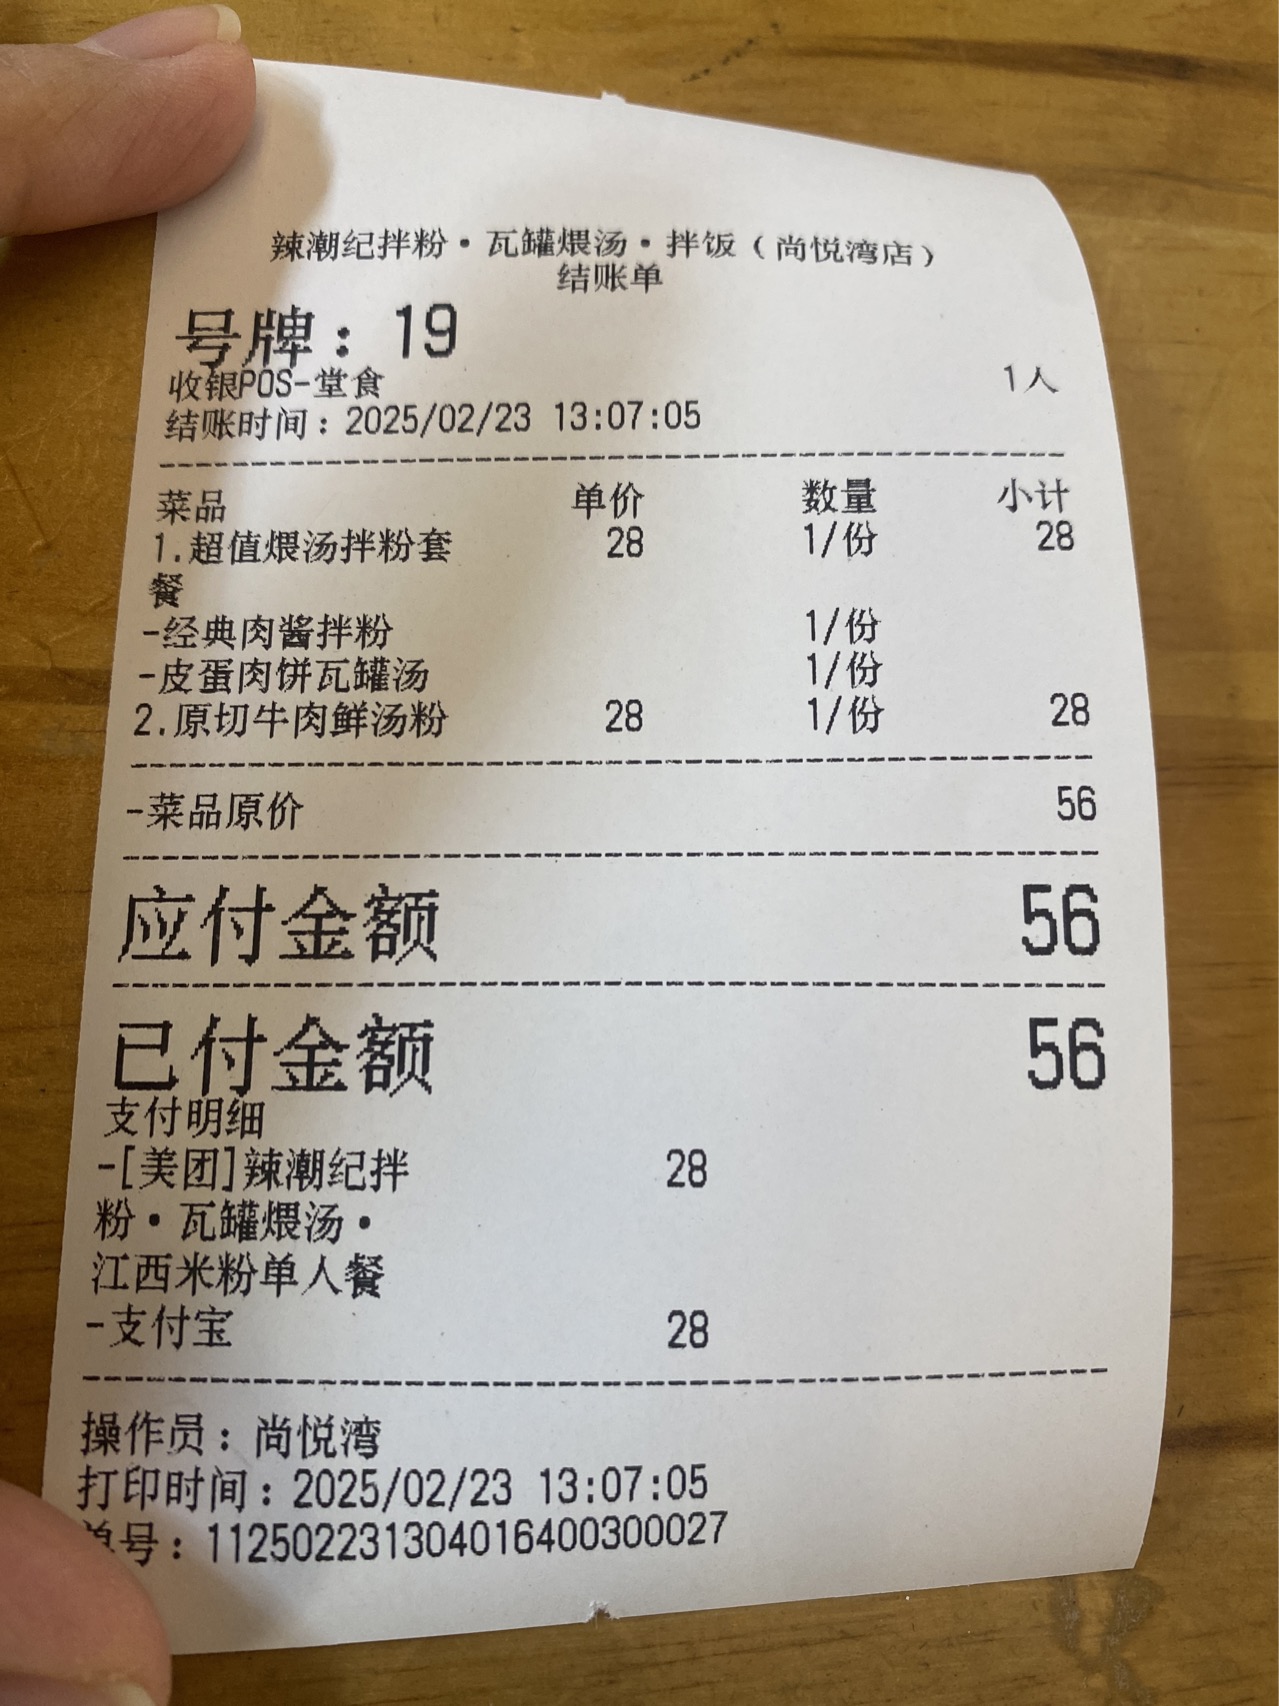 辣潮纪拌粉·瓦罐煨汤·拌饭（尚悦湾店）
结账单
号牌：19
收银POS-堂食 1人
结账时间：2025/02/23 13:07:05
菜品 单价 数量 小计
1.超值煨汤拌粉套 28 1/份 28
餐
-经典肉酱拌粉 1/份
-皮蛋肉饼瓦罐汤 1/份
2.原切牛肉鲜汤粉 28 1/份 28
-菜品原价 56
应付金额 56
已付金额 56
支付明细
-[美团]辣潮纪拌 28
粉·瓦罐煨汤·
江西米粉单人餐
-支付宝 28
操作员：尚悦湾
打印时间：2025/02/23 13:07:05
单号：1125022313040164003​00027